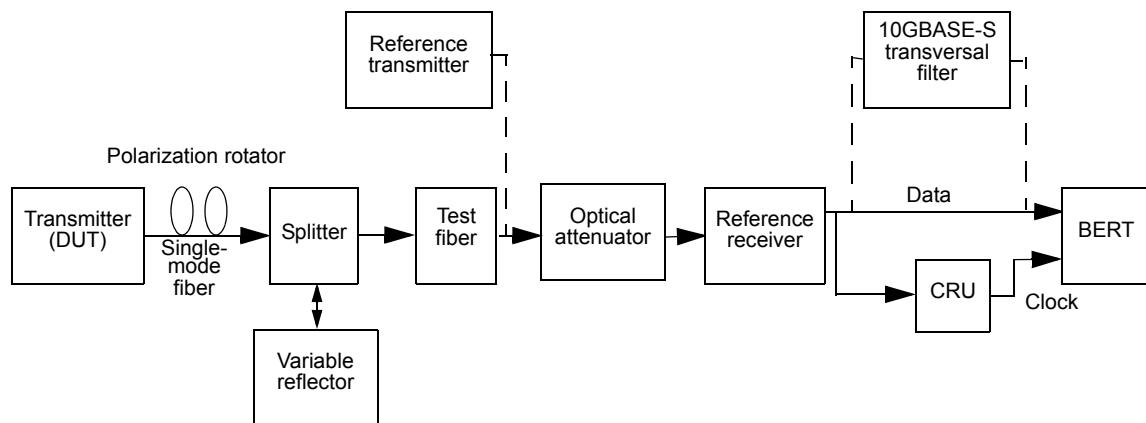 Reference
transmitter
10GBASE-S
transversal
filter
Polarization rotator
Transmitter
(DUT)
Single-
mode
fiber
Splitter
Test
fiber
Optical
attenuator
Reference
receiver
Data
BERT
CRU
Clock
Variable
reflector